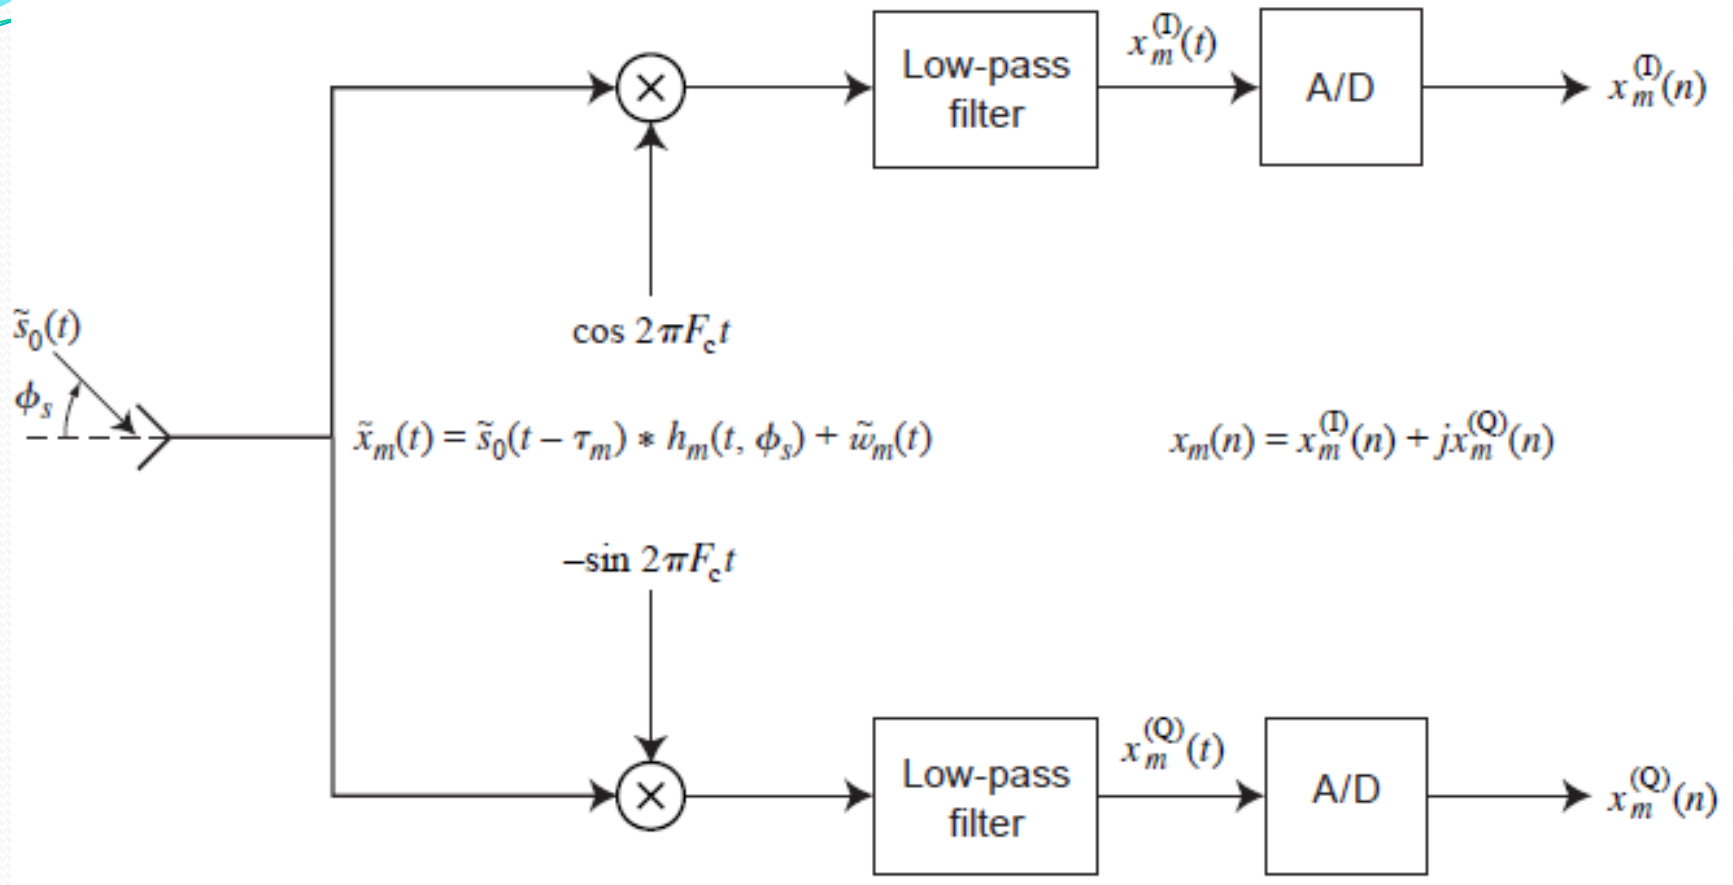 x_m^{(I)}(t)
Low-pass
filter
A/D
x_m^{(I)}(n)
cos 2πF_c t
s̃_0(t)
ϕ_s
x̃_m(t) = s̃_0(t – τ_m) * h_m(t, ϕ_s) + w̃_m(t)
x_m(n) = x_m^{(I)}(n) + jx_m^{(Q)}(n)
–sin 2πF_c t
x_m^{(Q)}(t)
Low-pass
filter
A/D
x_m^{(Q)}(n)